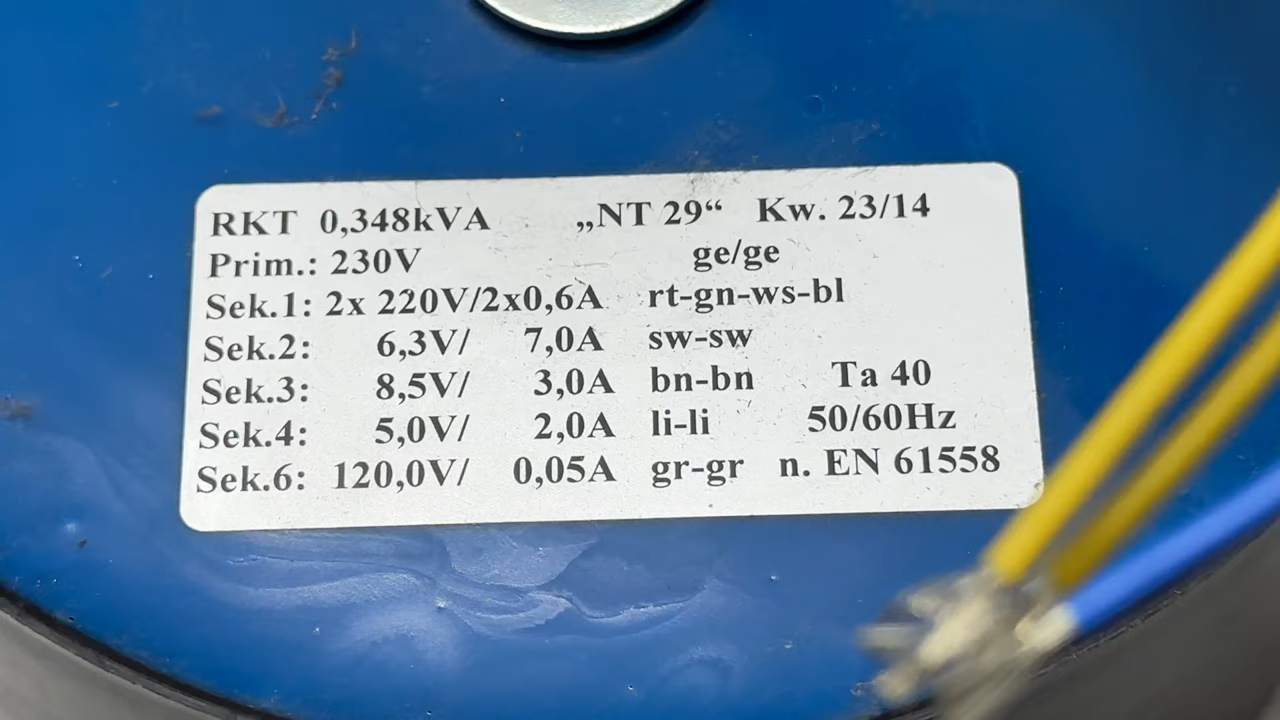 RKT 0,348kVA „NT 29“ Kw. 23/14
Prim.: 230V ge/ge
Sek.1: 2x 220V/2x0,6A rt-gn-ws-bl
Sek.2: 6,3V/ 7,0A sw-sw
Sek.3: 8,5V/ 3,0A bn-bn Ta 40
Sek.4: 5,0V/ 2,0A li-li 50/60Hz
Sek.6: 120,0V/ 0,05A gr-gr n. EN 61558